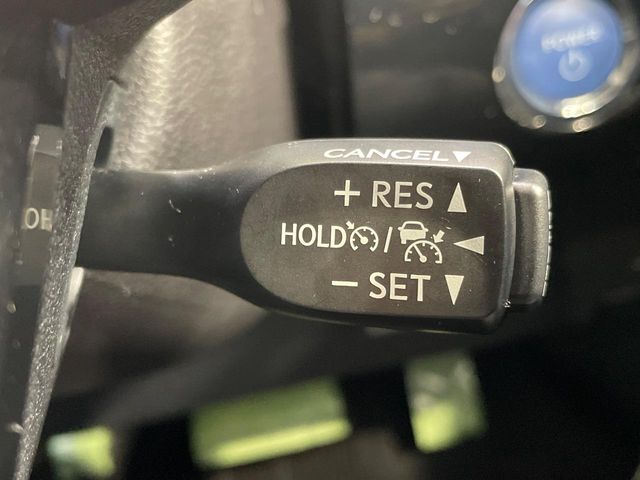 POWER
CANCEL▼
+ RES ▲
HOLD / ◀
− SET ▼